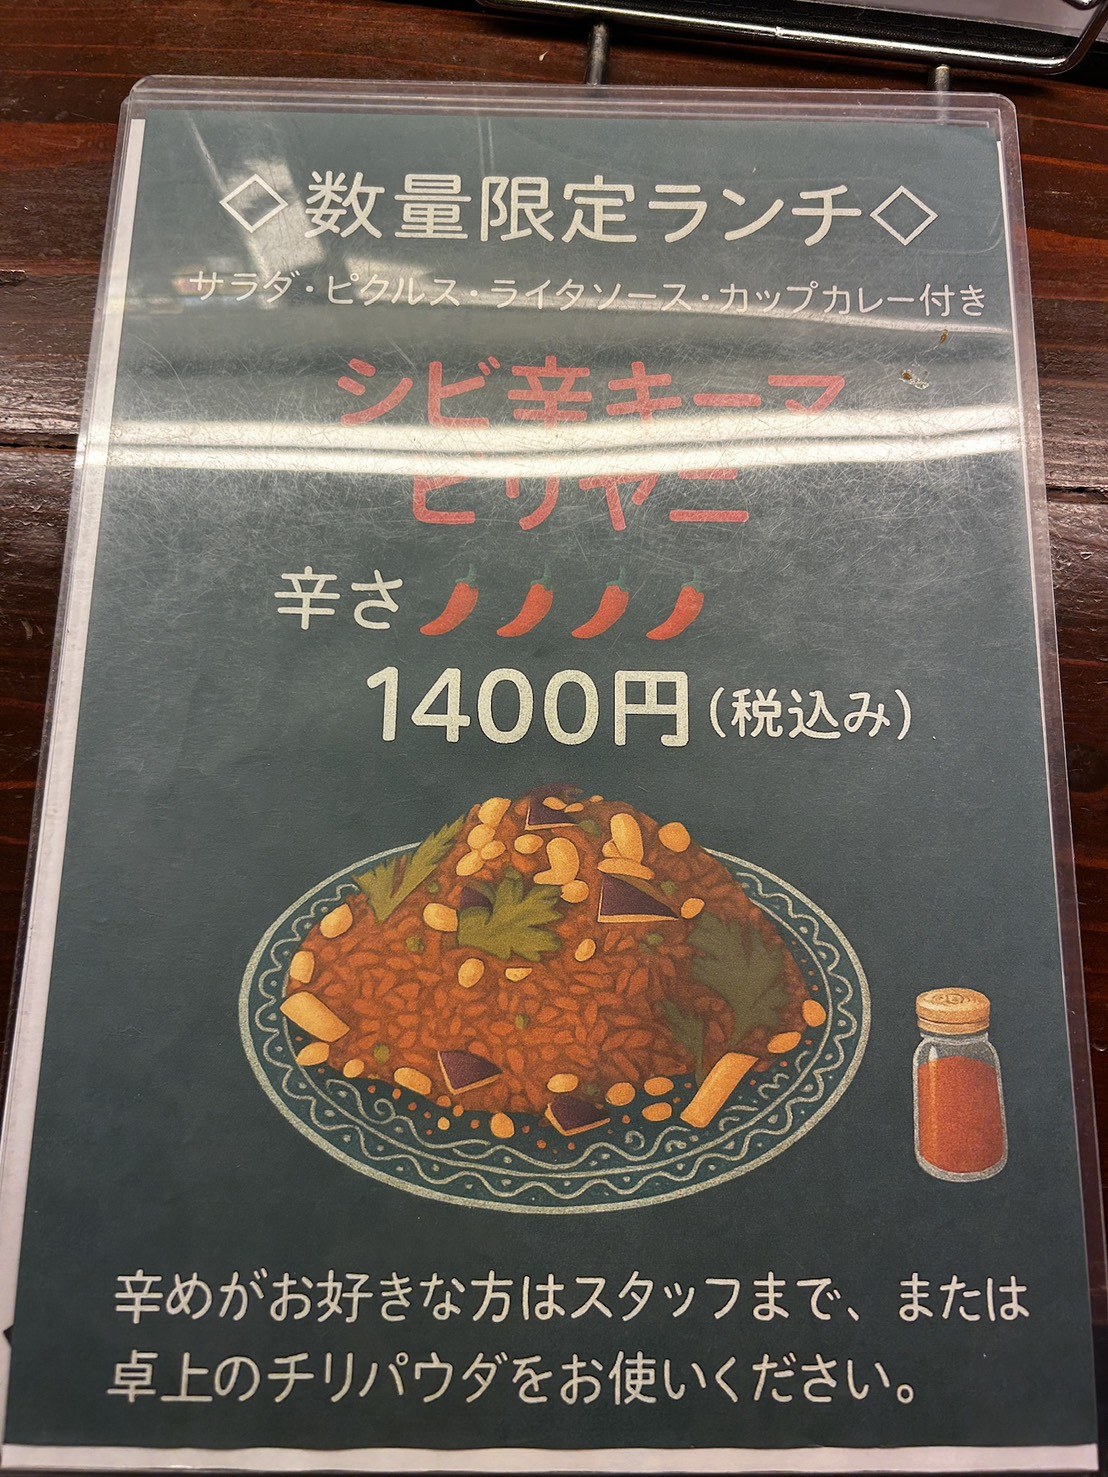 ◇数量限定ランチ◇
サラダ・ピクルス・ライタソース・カップカレー付き
シビ辛キーマ
ビリヤニ
辛さ
1400円(税込み)
辛めがお好きな方はスタッフまで、または
卓上のチリパウダをお使いください。